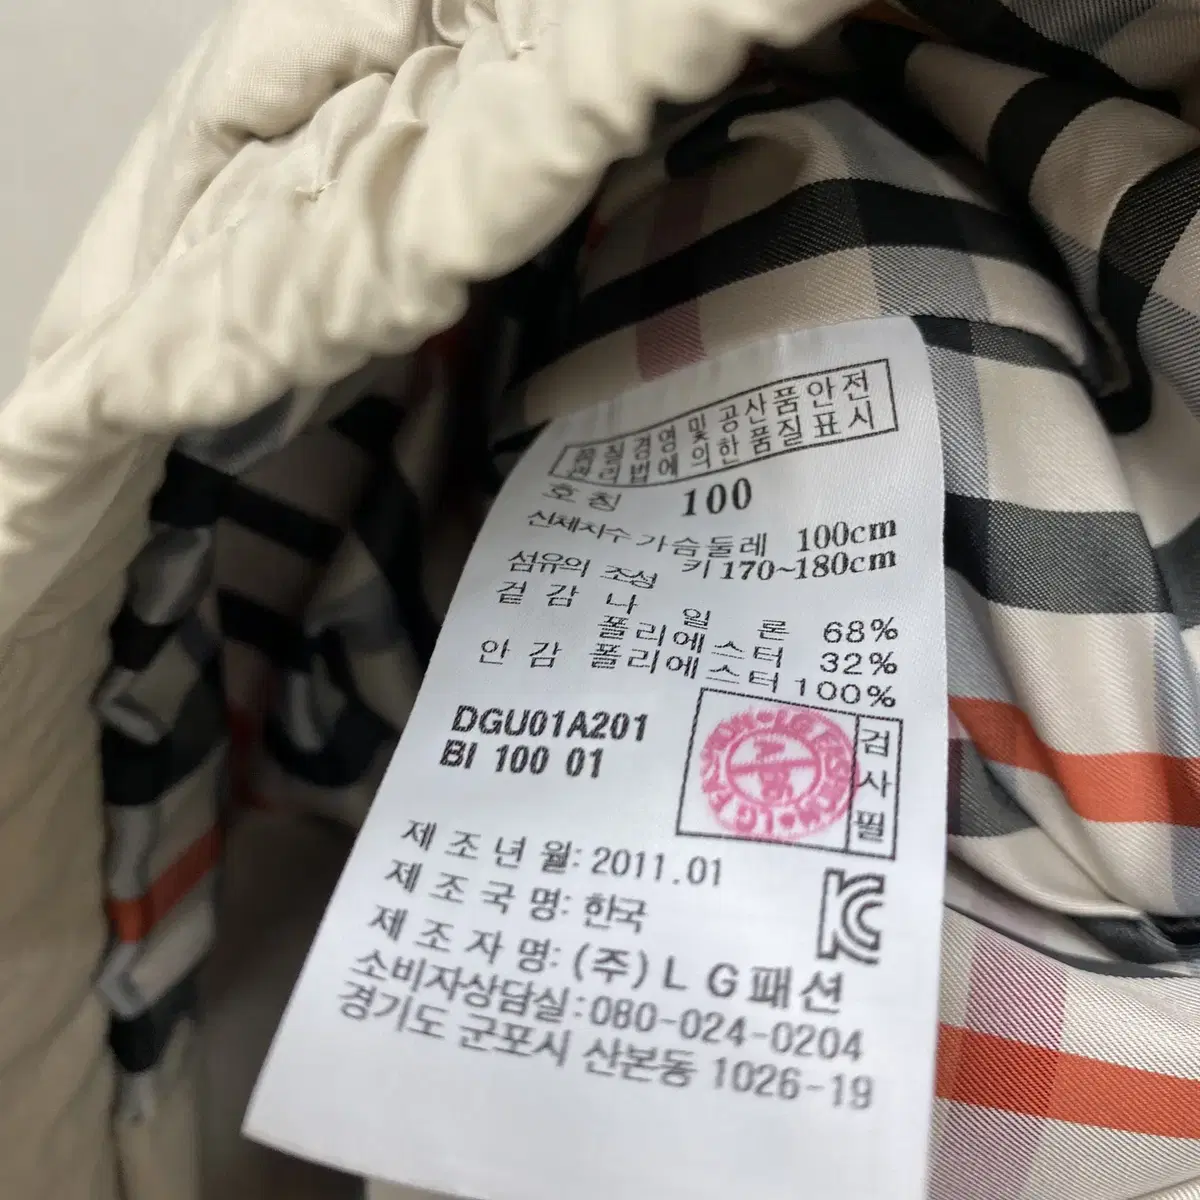 품질경영 및 공산품안전
관리법에 의한 품질표시
호칭 100
신체치수 가슴둘레 100cm
키 170~180cm
섬유의 조성
겉감 나일론 68%
폴리에스터 32%
안감 폴리에스터 100%
DGU01A201
BI 100 01
LG FASHION
검사필
제조년월: 2011.01
제조국명: 한국
제조자명: (주)LG패션
소비자상담실:080-024-0204
경기도 군포시 산본동 1026-19